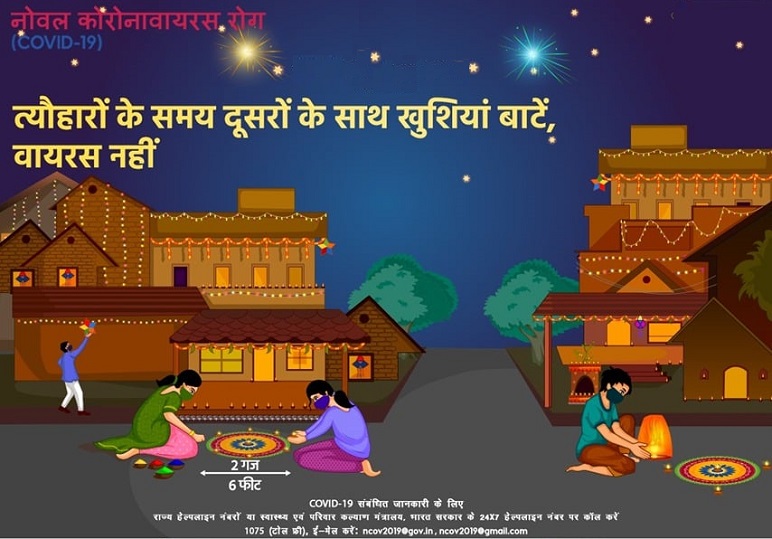 नोवल कोरोनावायरस रोग
(COVID-19)
त्यौहारों के समय दूसरों के साथ खुशियां बाटें,
वायरस नहीं
2 गज
6 फीट
COVID-19 संबंधित जानकारी के लिए
राज्य हेल्पलाइन नंबरों या स्वास्थ्य एवं परिवार कल्याण मंत्रालय, भारत सरकार के 24X7 हेल्पलाइन नंबर पर कॉल करें
1075 (टोल फ्री), ई-मेल करें: ncov2019@gov.in, ncov2019@gmail.com